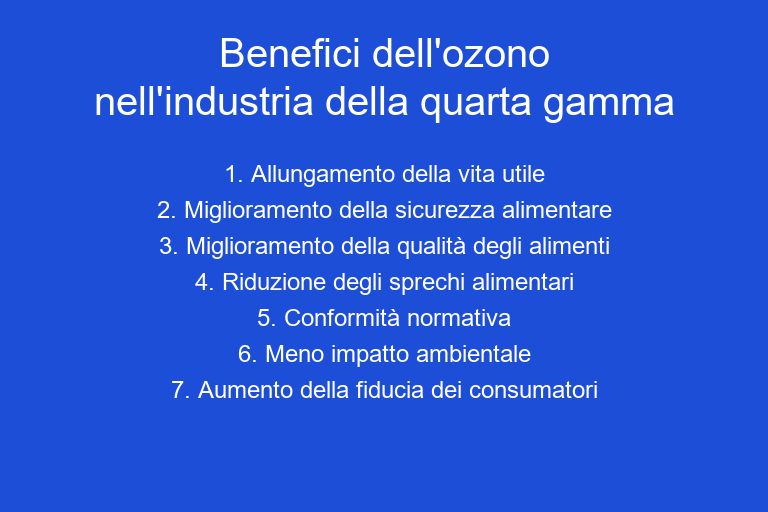 Benefici dell'ozono
nell'industria della quarta gamma
1. Allungamento della vita utile
2. Miglioramento della sicurezza alimentare
3. Miglioramento della qualità degli alimenti
4. Riduzione degli sprechi alimentari
5. Conformità normativa
6. Meno impatto ambientale
7. Aumento della fiducia dei consumatori